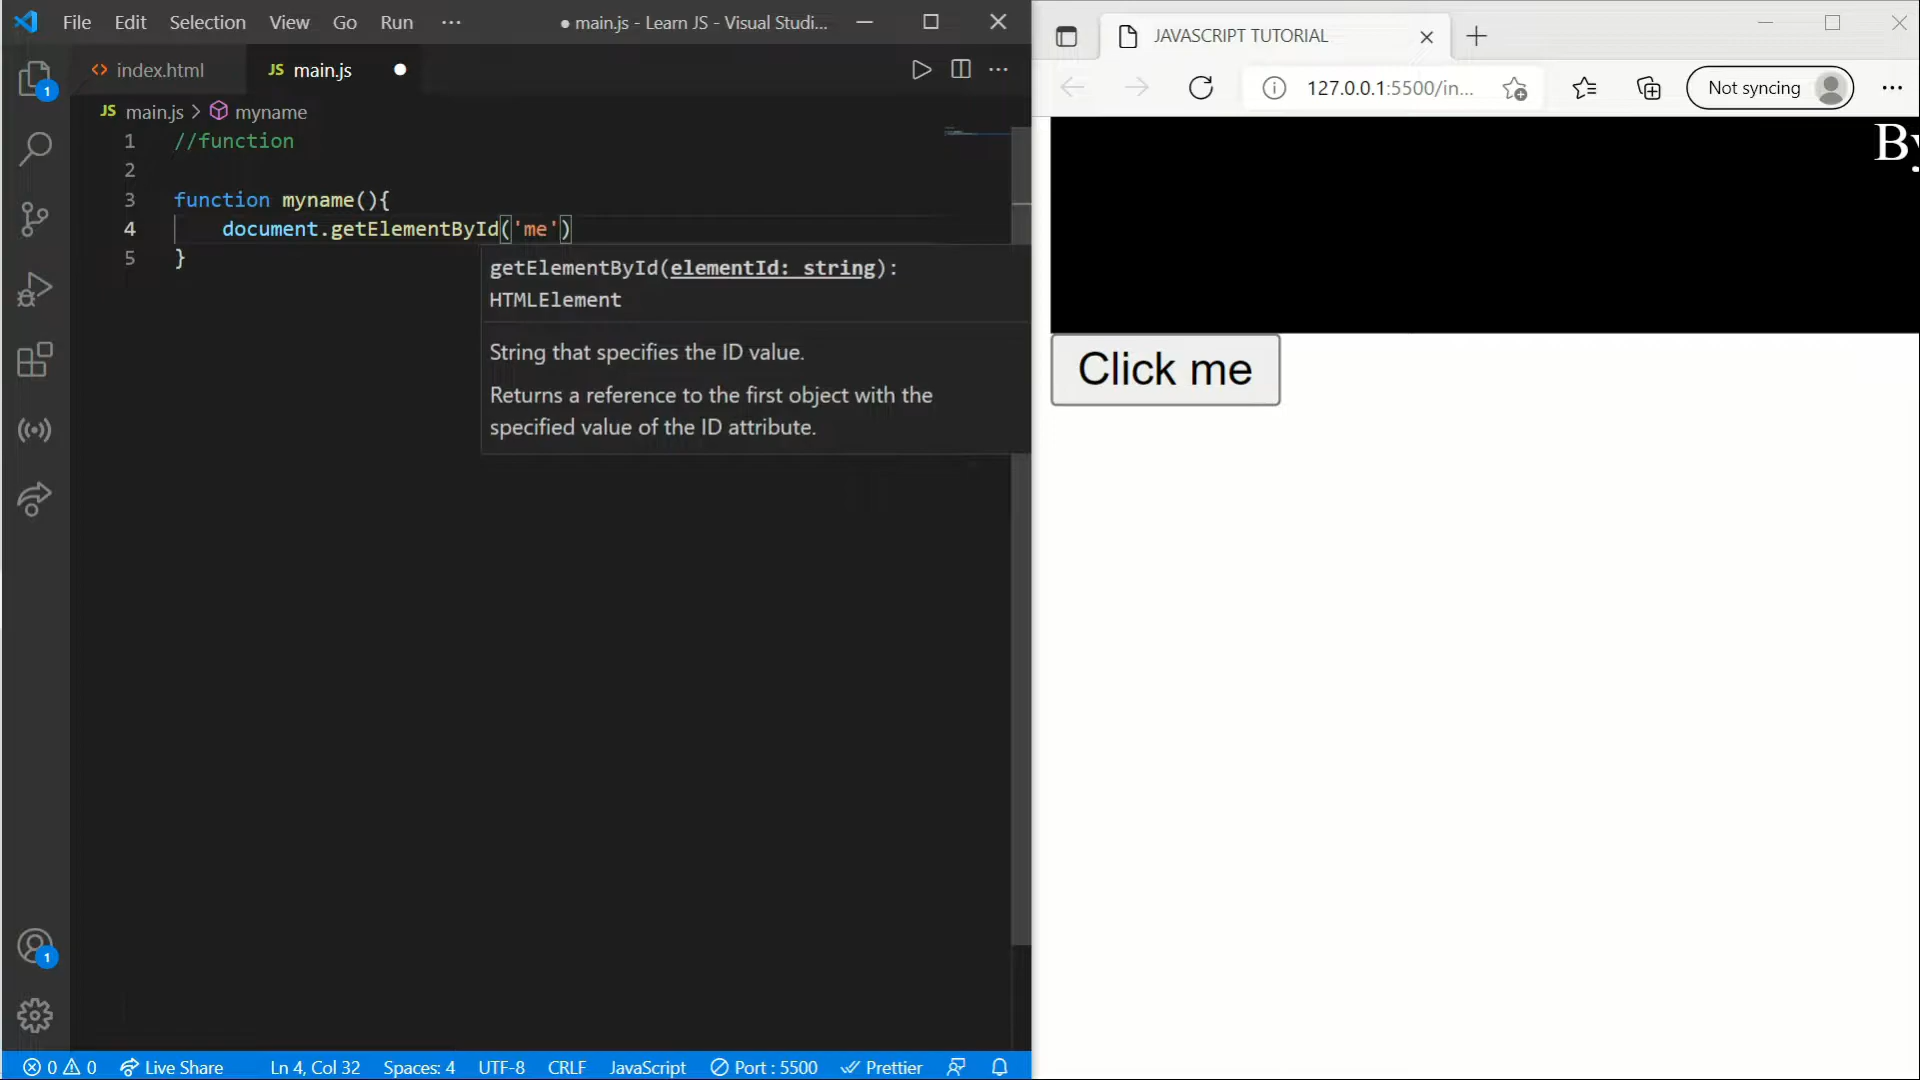 File Edit Selection View Go Run ··· ● main.js - Learn JS - Visual Studi...
index.html JS main.js
JS main.js > myname
1 //function
2
3 function myname(){
4 document.getElementById('me')
5 }
getElementById(elementId: string):
HTMLElement
String that specifies the ID value.
Returns a reference to the first object with the
specified value of the ID attribute.
1
1
0 0 Live Share Ln 4, Col 32 Spaces: 4 UTF-8 CRLF JavaScript Port : 5500 Prettier
JAVASCRIPT TUTORIAL
127.0.0.1:5500/in... Not syncing
By
Click me